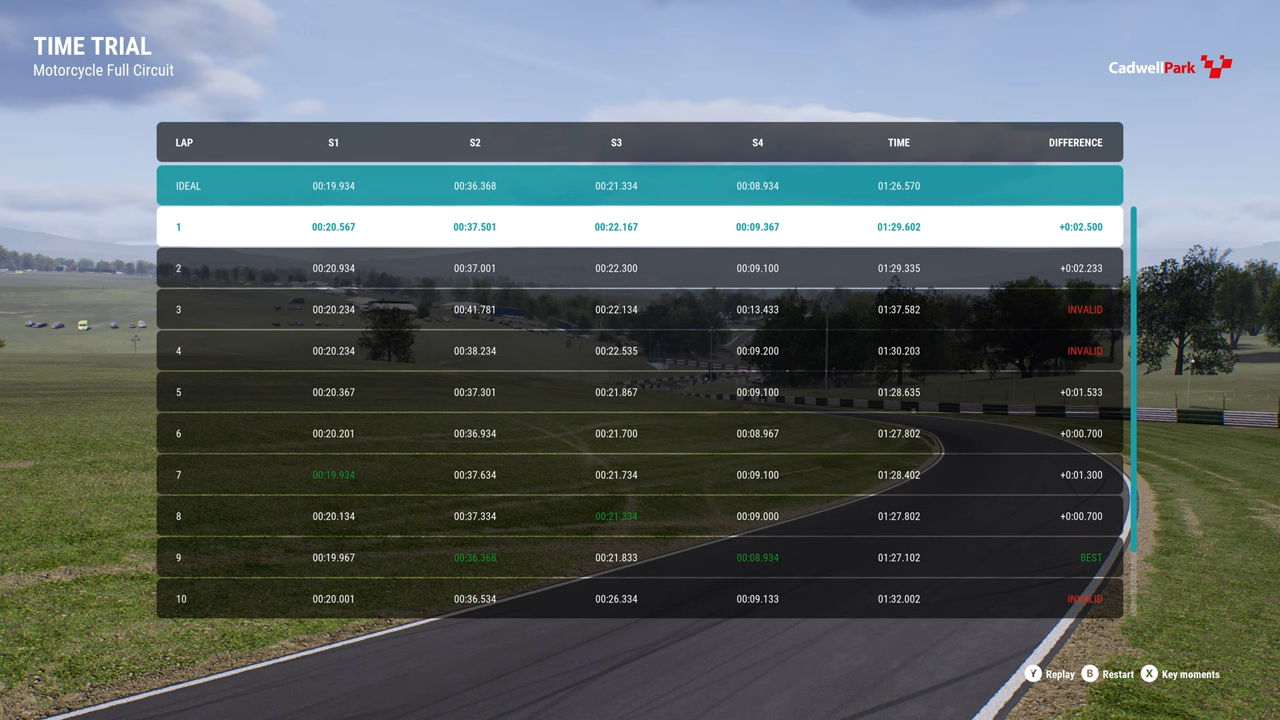 TIME TRIAL
Motorcycle Full Circuit
CadwellPark
LAP S1 S2 S3 S4 TIME DIFFERENCE
IDEAL 00:19.934 00:36.368 00:21.334 00:08.934 01:26.570
1 00:20.567 00:37.501 00:22.167 00:09.367 01:29.602 +0:02.500
2 00:20.934 00:37.001 00:22.300 00:09.100 01:29.335 +0:02.233
3 00:20.234 00:41.781 00:22.134 00:13.433 01:37.582 INVALID
4 00:20.234 00:38.234 00:22.535 00:09.200 01:30.203 INVALID
5 00:20.367 00:37.301 00:21.867 00:09.100 01:28.635 +0:01.533
6 00:20.201 00:36.934 00:21.700 00:08.967 01:27.802 +0:00.700
7 00:19.934 00:37.634 00:21.734 00:09.100 01:28.402 +0:01.300
8 00:20.134 00:37.334 00:21.334 00:09.000 01:27.802 +0:00.700
9 00:19.967 00:36.368 00:21.833 00:08.934 01:27.102 BEST
10 00:20.001 00:36.534 00:26.334 00:09.133 01:32.002 INVALID
Y Replay B Restart X Key moments